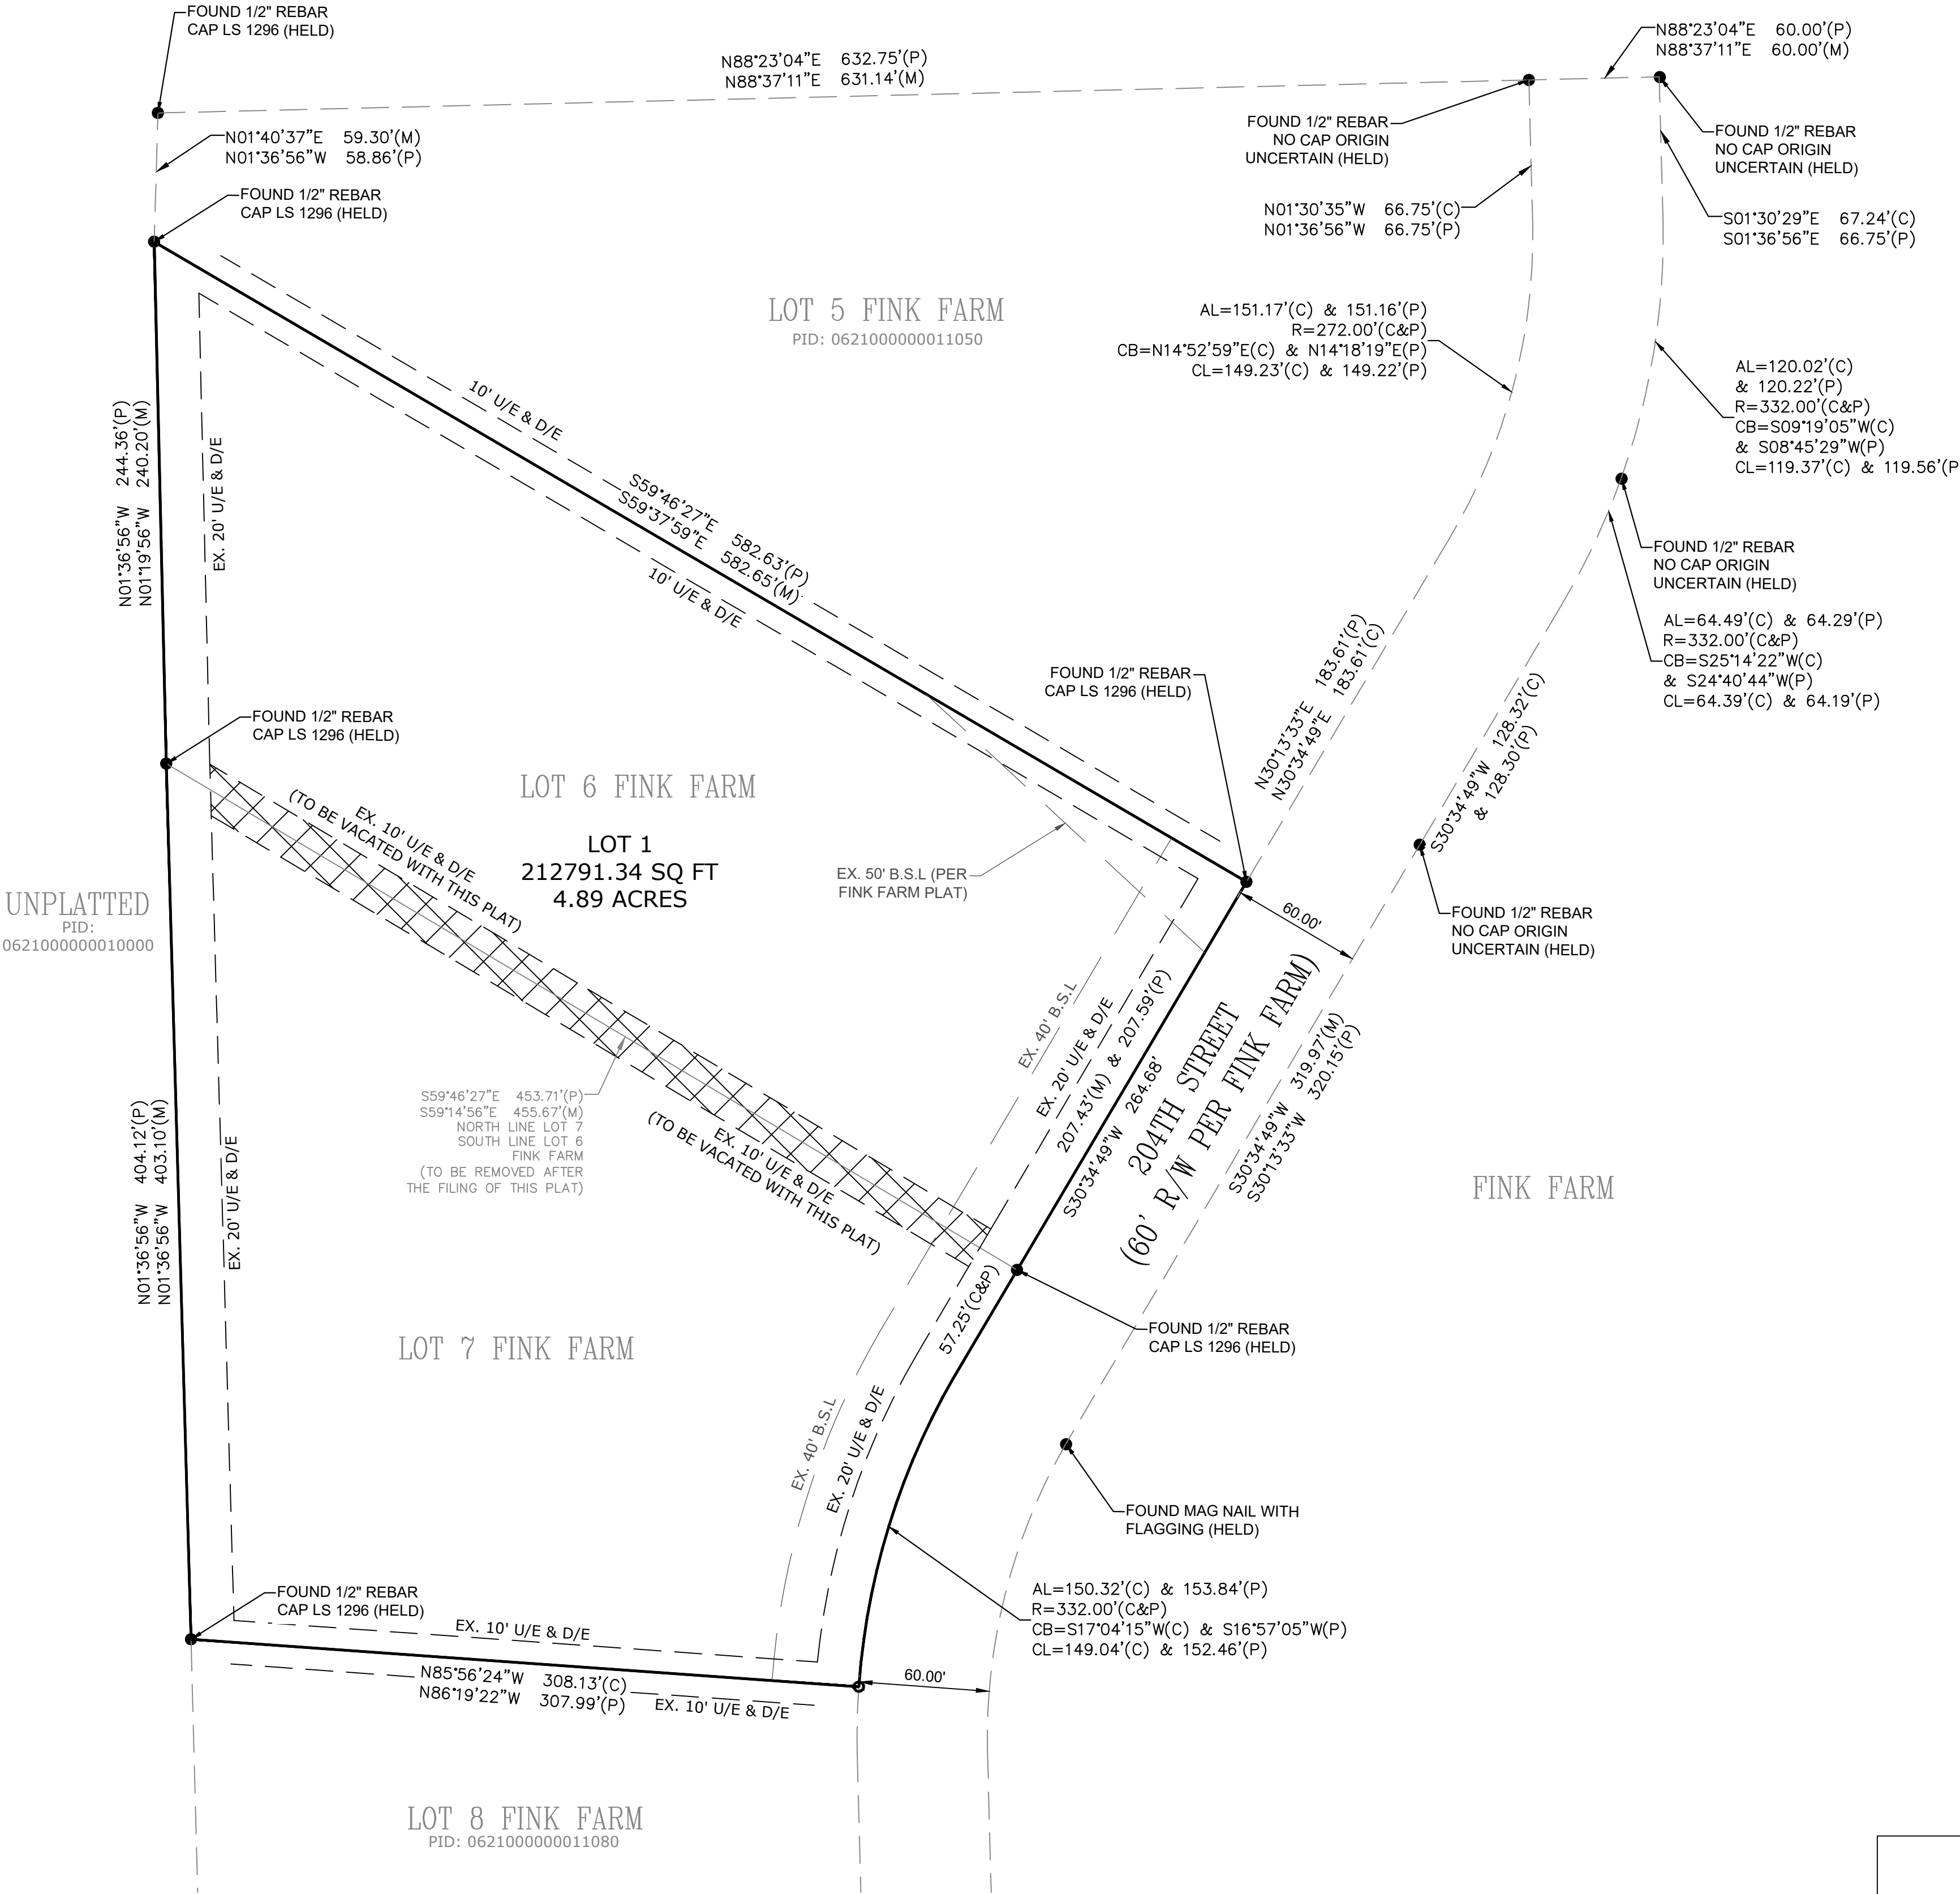 FOUND 1/2" REBAR
CAP LS 1296 (HELD)
N88°23'04"E 632.75'(P)
N88°37'11"E 631.14'(M)
N88°23'04"E 60.00'(P)
N88°37'11"E 60.00'(M)
N01°40'37"E 59.30'(M)
N01°36'56"W 58.86'(P)
FOUND 1/2" REBAR
NO CAP ORIGIN
UNCERTAIN (HELD)
FOUND 1/2" REBAR
NO CAP ORIGIN
UNCERTAIN (HELD)
FOUND 1/2" REBAR
CAP LS 1296 (HELD)
N01°30'35"W 66.75'(C)
N01°36'56"W 66.75'(P)
S01°30'29"E 67.24'(C)
S01°36'56"E 66.75'(P)
LOT 5 FINK FARM
PID: 0621000000011050
AL=151.17'(C) & 151.16'(P)
R=272.00'(C&P)
CB=N14°52'59"E(C) & N14°18'19"E(P)
CL=149.23'(C) & 149.22'(P)
AL=120.02'(C)
& 120.22'(P)
R=332.00'(C&P)
CB=S09°19'05"W(C)
& S08°45'29"W(P)
CL=119.37'(C) & 119.56'(P
10' U/E & D/E
N01°36'56"W 244.36'(P)
N01°19'56"W 240.20'(M)
EX. 20' U/E & D/E
S59°46'27"E 582.63'(P)
S59°37'59"E 582.65'(M)
10' U/E & D/E
FOUND 1/2" REBAR
NO CAP ORIGIN
UNCERTAIN (HELD)
AL=64.49'(C) & 64.29'(P)
R=332.00'(C&P)
CB=S25°14'22"W(C)
& S24°40'44"W(P)
CL=64.39'(C) & 64.19'(P)
FOUND 1/2" REBAR
CAP LS 1296 (HELD)
N30°13'33"E 183.61'(P)
N30°34'49"E 183.61'(C)
S30°34'49"W 128.32'(C)
& 128.30'(P)
FOUND 1/2" REBAR
CAP LS 1296 (HELD)
LOT 6 FINK FARM
EX. 10' U/E & D/E
(TO BE VACATED WITH THIS PLAT)
LOT 1
212791.34 SQ FT
4.89 ACRES
EX. 50' B.S.L (PER
FINK FARM PLAT)
UNPLATTED
PID:
0621000000010000
60.00'
FOUND 1/2" REBAR
NO CAP ORIGIN
UNCERTAIN (HELD)
EX. 40' B.S.L
EX. 20' U/E & D/E
207.43'(M) & 207.59'(P)
S30°34'49"W 264.68'
204TH STREET
(60' R/W PER FINK FARM)
S30°34'49"W 319.97'(M)
S30°13'33"W 320.15'(P)
FINK FARM
S59°46'27"E 453.71'(P)
S59°14'56"E 455.67'(M)
NORTH LINE LOT 7
SOUTH LINE LOT 6
FINK FARM
(TO BE REMOVED AFTER
THE FILING OF THIS PLAT)
EX. 10' U/E & D/E
(TO BE VACATED WITH THIS PLAT)
N01°36'56"W 404.12'(P)
N01°36'56"W 403.10'(M)
EX. 20' U/E & D/E
57.25'(C&P)
FOUND 1/2" REBAR
CAP LS 1296 (HELD)
LOT 7 FINK FARM
EX. 40' B.S.L
EX. 20' U/E & D/E
FOUND MAG NAIL WITH
FLAGGING (HELD)
FOUND 1/2" REBAR
CAP LS 1296 (HELD)
AL=150.32'(C) & 153.84'(P)
R=332.00'(C&P)
CB=S17°04'15"W(C) & S16°57'05"W(P)
CL=149.04'(C) & 152.46'(P)
EX. 10' U/E & D/E
N85°56'24"W 308.13'(C)
N86°19'22"W 307.99'(P)
EX. 10' U/E & D/E
60.00'
LOT 8 FINK FARM
PID: 0621000000011080